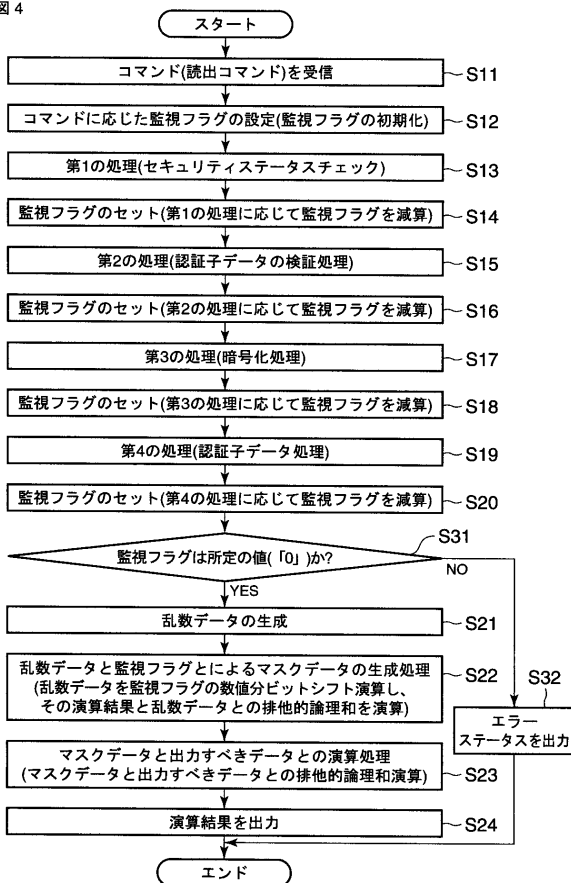 図4
スタート
コマンド(読出コマンド)を受信
S11
コマンドに応じた監視フラグの設定(監視フラグの初期化)
S12
第1の処理(セキュリティステータスチェック)
S13
監視フラグのセット(第1の処理に応じて監視フラグを減算)
S14
第2の処理(認証子データの検証処理)
S15
監視フラグのセット(第2の処理に応じて監視フラグを減算)
S16
第3の処理(暗号化処理)
S17
監視フラグのセット(第3の処理に応じて監視フラグを減算)
S18
第4の処理(認証子データ処理)
S19
監視フラグのセット(第4の処理に応じて監視フラグを減算)
S20
S31
監視フラグは所定の値(「0」)か?
NO
YES
乱数データの生成
S21
乱数データと監視フラグとによるマスクデータの生成処理
(乱数データを監視フラグの数値分ビットシフト演算し、
その演算結果と乱数データとの排他的論理和を演算)
S22
S32
エラー
ステータスを出力
マスクデータと出力すべきデータとの演算処理
(マスクデータと出力すべきデータとの排他的論理和演算)
S23
演算結果を出力
S24
エンド